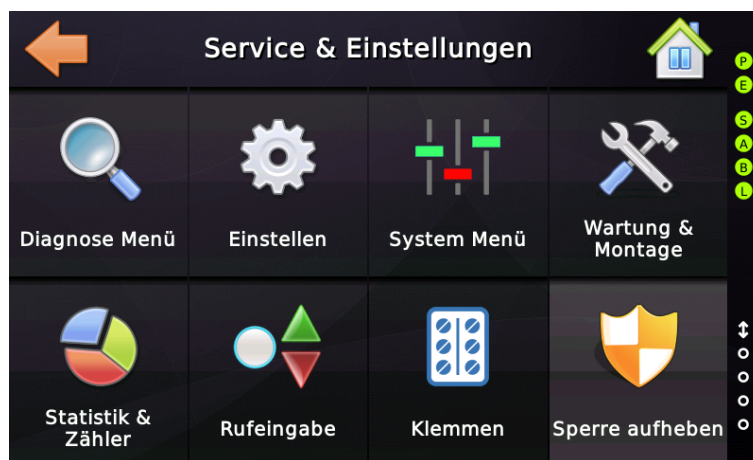 Service & Einstellungen
P
E
S
A
B
L
Diagnose Menü
Einstellen
System Menü
Wartung &
Montage
Statistik &
Zähler
Rufeingabe
Klemmen
Sperre aufheben